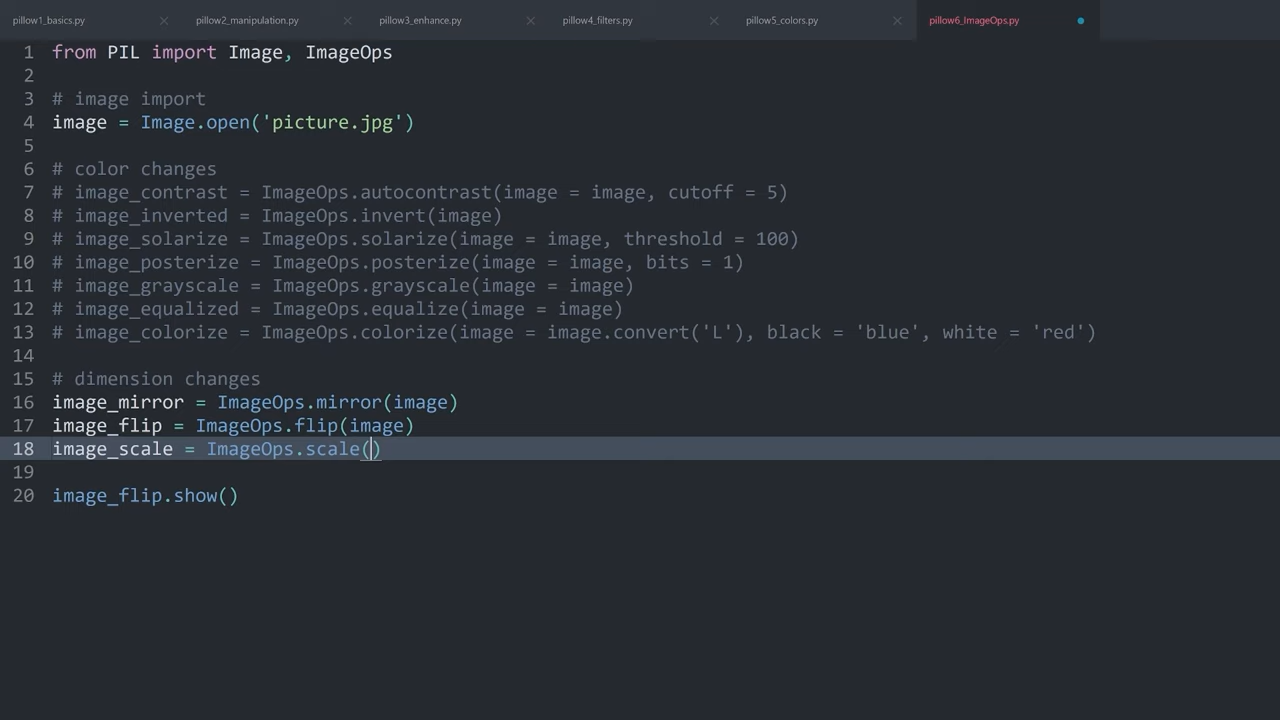 pillow1_basics.py × pillow2_manipulation.py × pillow3_enhance.py × pillow4_filters.py × pillow5_colors.py × pillow6_ImageOps.py
1 from PIL import Image, ImageOps
2
3 # image import
4 image = Image.open('picture.jpg')
5
6 # color changes
7 # image_contrast = ImageOps.autocontrast(image = image, cutoff = 5)
8 # image_inverted = ImageOps.invert(image)
9 # image_solarize = ImageOps.solarize(image = image, threshold = 100)
10 # image_posterize = ImageOps.posterize(image = image, bits = 1)
11 # image_grayscale = ImageOps.grayscale(image = image)
12 # image_equalized = ImageOps.equalize(image = image)
13 # image_colorize = ImageOps.colorize(image = image.convert('L'), black = 'blue', white = 'red')
14
15 # dimension changes
16 image_mirror = ImageOps.mirror(image)
17 image_flip = ImageOps.flip(image)
18 image_scale = ImageOps.scale()
19
20 image_flip.show()